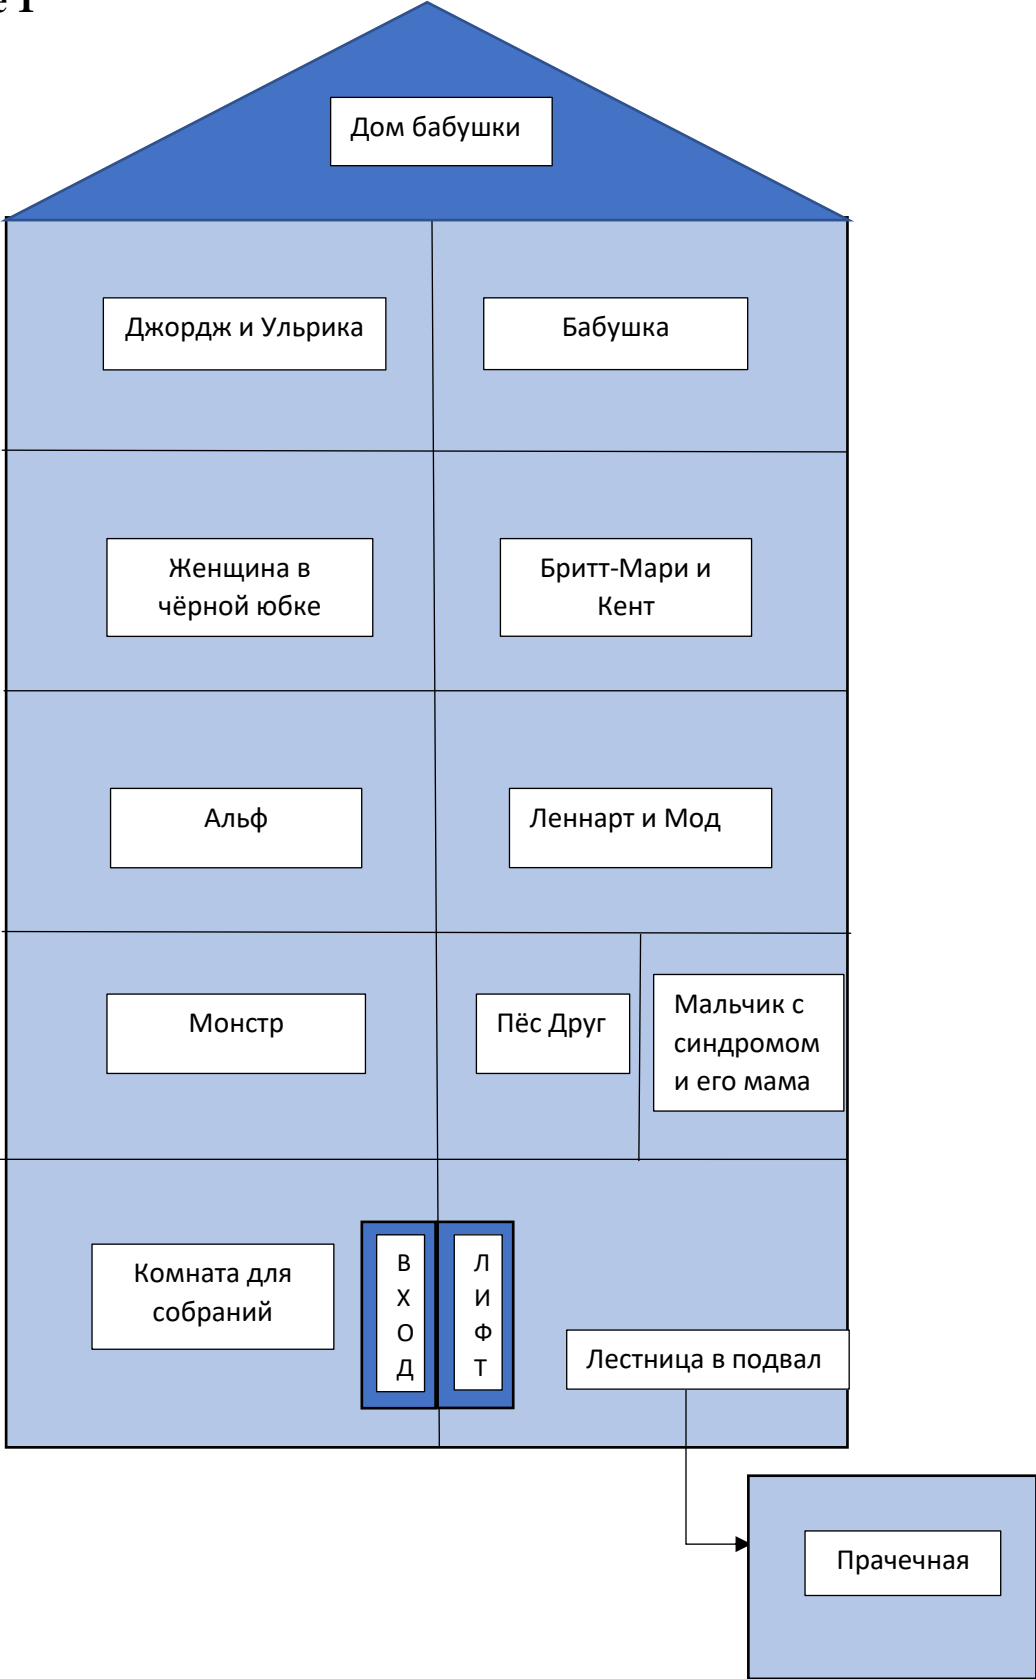 е 1
Дом бабушки
Джордж и Ульрика
Бабушка
Женщина в
чёрной юбке
Бритт-Мари и
Кент
Альф
Леннарт и Мод
Монстр
Пёс Друг
Мальчик с
синдромом
и его мама
Комната для
собраний
В
Х
О
Д
Л
И
Ф
Т
Лестница в подвал
Прачечная